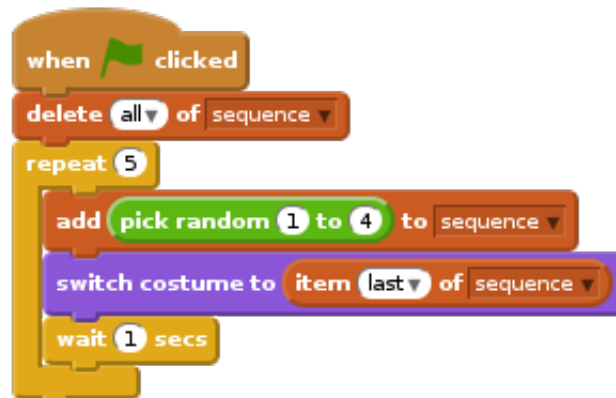 when clicked
delete all of sequence
repeat 5
add pick random 1 to 4 to sequence
switch costume to item last of sequence
wait 1 secs